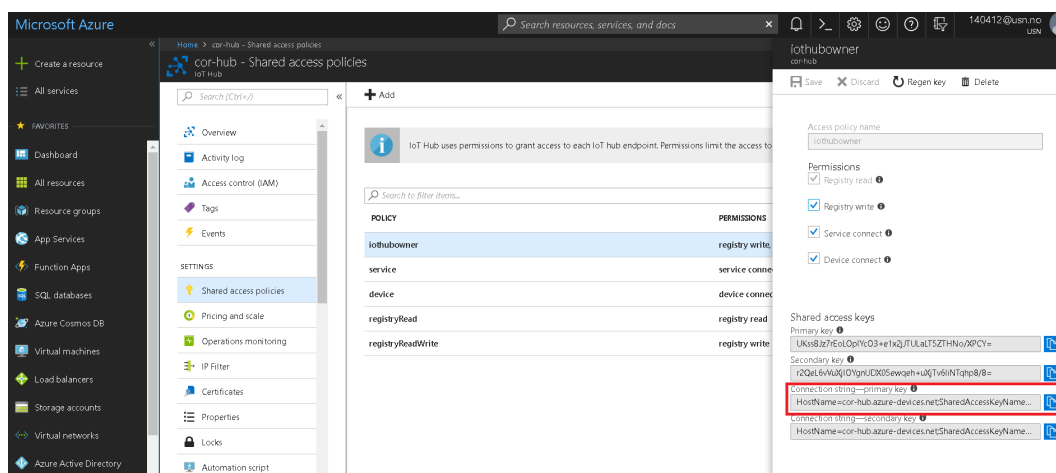 Microsoft Azure
Search resources, services, and docs
140412@usn.no
USN
Create a resource
All services
FAVORITES
Dashboard
All resources
Resource groups
App Services
Function Apps
SQL databases
Azure Cosmos DB
Virtual machines
Load balancers
Storage accounts
Virtual networks
Azure Active Directory
Home > cor-hub - Shared access policies
cor-hub - Shared access policies
IoT Hub
Search (Ctrl+/)
Overview
Activity log
Access control (IAM)
Tags
Events
SETTINGS
Shared access policies
Pricing and scale
Operations monitoring
IP Filter
Certificates
Properties
Locks
Automation script
Add
IoT Hub uses permissions to grant access to each IoT hub endpoint. Permissions limit the access to
Search to filter items...
POLICY PERMISSIONS
iothubowner registry write,
service service connec
device device connec
registryRead registry read
registryReadWrite registry write
iothubowner
cor-hub
Save Discard Regen key Delete
Access policy name
iothubowner
Permissions
Registry read
Registry write
Service connect
Device connect
Shared access keys
Primary key
Secondary key
Connection string—primary key
HostName=cor-hub.azure-devices.net;SharedAccessKeyName...
Connection string—secondary key
HostName=cor-hub.azure-devices.net;SharedAccessKeyName...